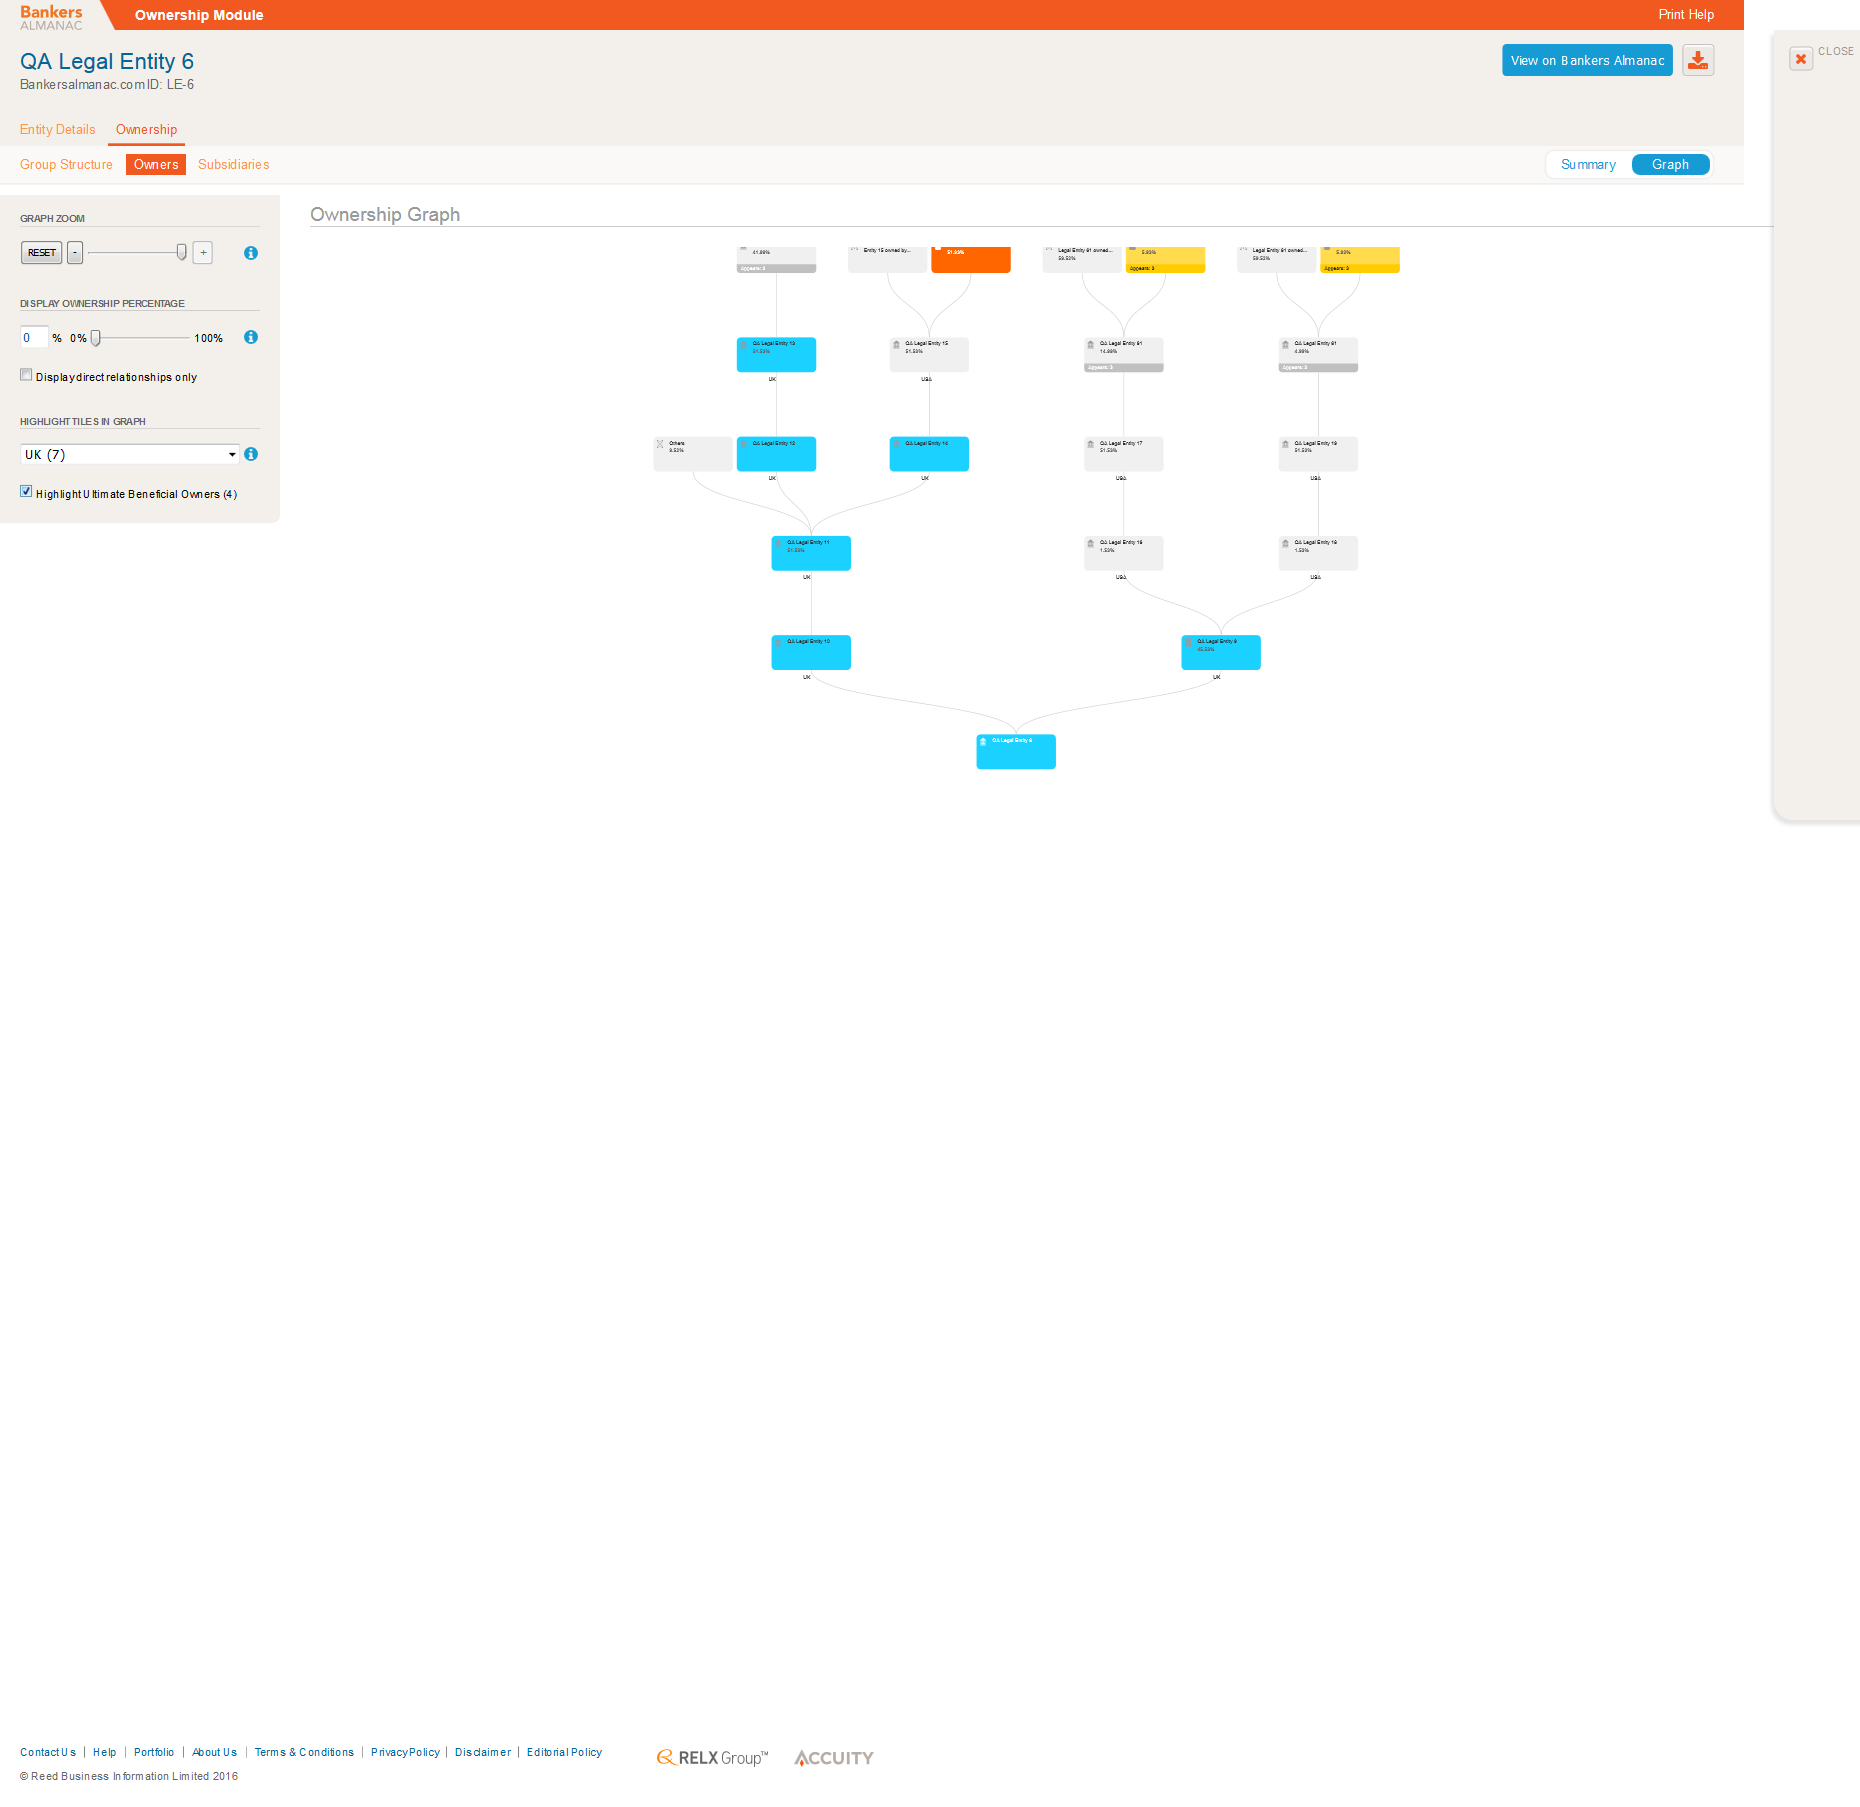 Bankers
ALMANAC
Ownership Module
Print Help
QA Legal Entity 6
Bankersalmanac.com ID: LE-6
View on Bankers Almanac
CLOSE
Entity Details
Ownership
Group Structure
Owners
Subsidiaries
Summary
Graph
GRAPH ZOOM
RESET
-
+
DISPLAY OWNERSHIP PERCENTAGE
0 % 0% 100%
Display direct relationships only
HIGHLIGHT TILES IN GRAPH
UK (7)
Highlight Ultimate Beneficial Owners (4)
Ownership Graph
41.88%
Appears: 3
Entity 15 owned by...
51.53%
Legal Entity 61 owned...
59.52%
5.93%
Appears: 3
Legal Entity 61 owned...
59.52%
5.93%
Appears: 3
QA Legal Entity 13
51.53%
UK
QA Legal Entity 15
51.53%
USA
QA Legal Entity 61
14.88%
Appears: 3
QA Legal Entity 61
4.88%
Appears: 3
Others
8.53%
QA Legal Entity 12
UK
QA Legal Entity 14
UK
QA Legal Entity 17
51.53%
USA
QA Legal Entity 19
51.53%
USA
QA Legal Entity 11
51.53%
UK
QA Legal Entity 16
1.53%
USA
QA Legal Entity 18
1.53%
USA
QA Legal Entity 10
UK
QA Legal Entity 9
45.53%
UK
QA Legal Entity 6
Contact Us | Help | Portfolio | About Us | Terms & Conditions | Privacy Policy | Disclaimer | Editorial Policy
RELX Group™
ACCUITY
© Reed Business Information Limited 2016